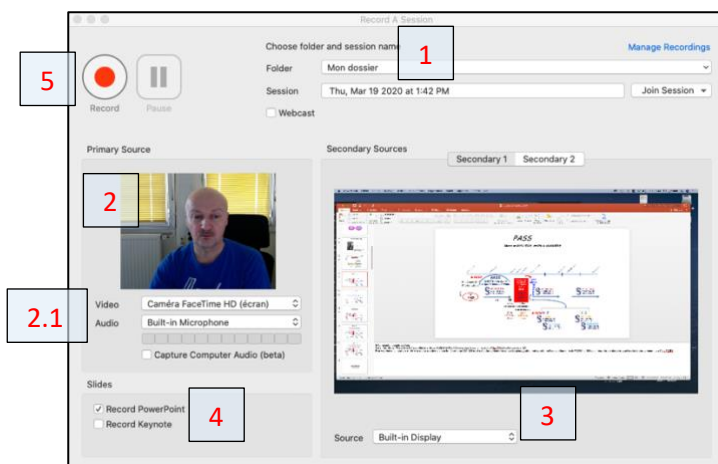 Record A Session
Choose folder and session name
1
Manage Recordings
5
Folder Mon dossier
Session Thu, Mar 19 2020 at 1:42 PM Join Session
Record Pause
Webcast
Primary Source
Secondary Sources
Secondary 1 Secondary 2
2
PASS
Video Caméra FaceTime HD (écran)
2.1
Audio Built-in Microphone
Capture Computer Audio (beta)
Slides
Record PowerPoint
Record Keynote
4
3
Source Built-in Display